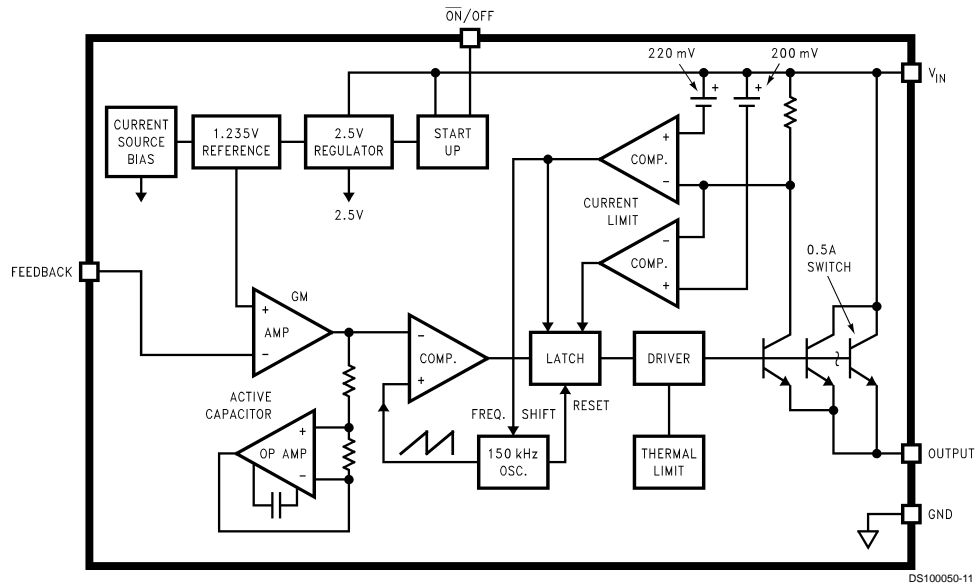 ON/OFF
220 mV
200 mV
VIN
CURRENT
SOURCE
BIAS
1.235V
REFERENCE
2.5V
REGULATOR
START
UP
+
+
+
COMP.
−
2.5V
CURRENT
LIMIT
−
COMP.
+
0.5A
SWITCH
FEEDBACK
GM
+
AMP
−
−
COMP.
+
LATCH
DRIVER
ACTIVE
CAPACITOR
FREQ. SHIFT
RESET
+
OP AMP
−
150 kHz
OSC.
THERMAL
LIMIT
OUTPUT
GND
DS100050-11